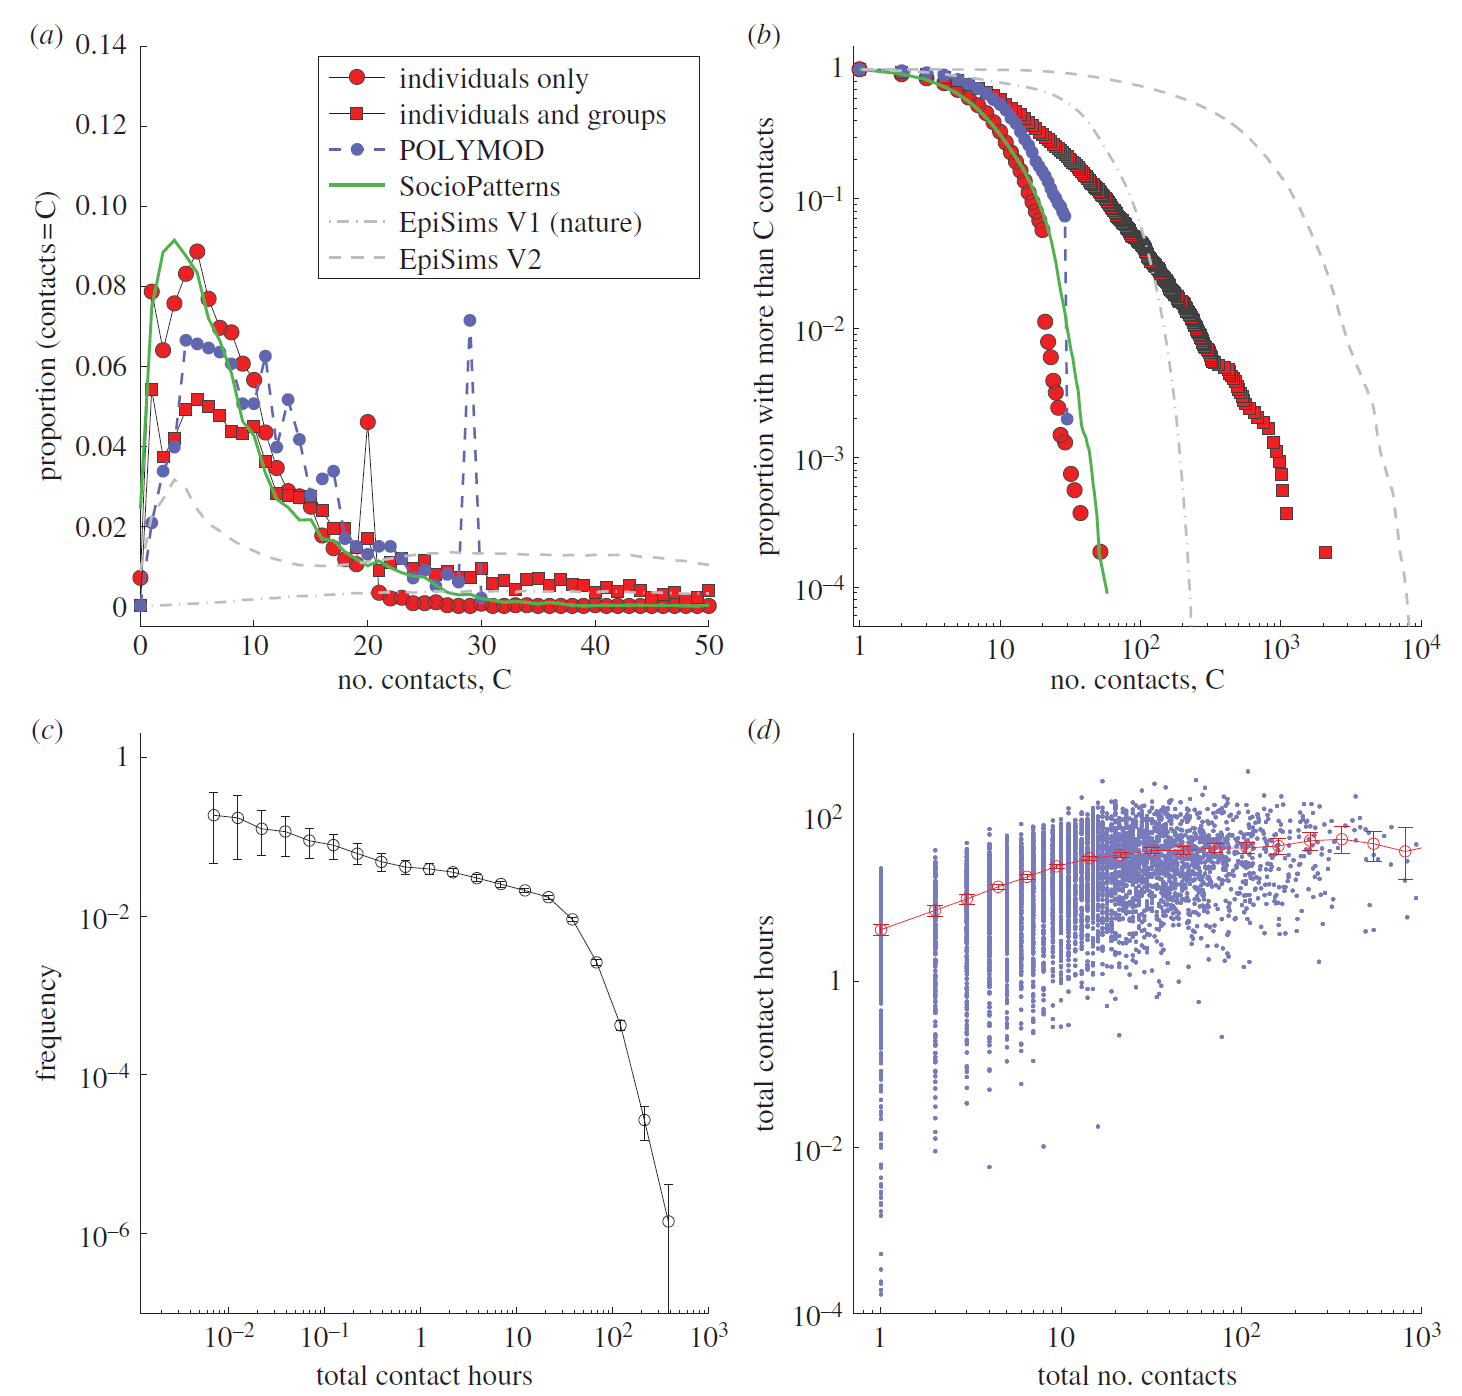 (a)
0.14
0.12
0.10
0.08
0.06
0.04
0.02
0
proportion (contacts=C)
individuals only
individuals and groups
POLYMOD
SocioPatterns
EpiSims V1 (nature)
EpiSims V2
0 10 20 30 40 50
no. contacts, C
(b)
1
10⁻¹
10⁻²
10⁻³
10⁻⁴
proportion with more than C contacts
1 10 10² 10³ 10⁴
no. contacts, C
(c)
1
10⁻²
10⁻⁴
10⁻⁶
frequency
10⁻² 10⁻¹ 1 10 10² 10³
total contact hours
(d)
10²
1
10⁻²
10⁻⁴
total contact hours
1 10 10² 10³
total no. contacts